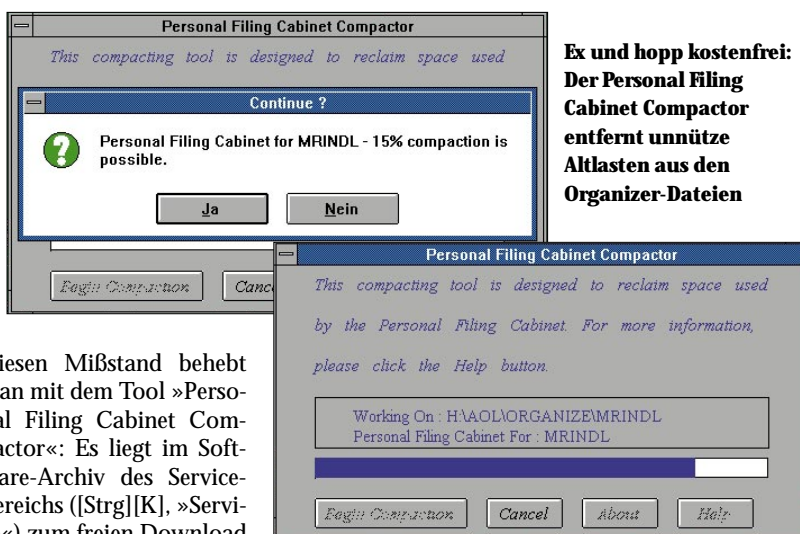 Personal Filing Cabinet Compactor
This compacting tool is designed to reclaim space used
Continue ?
Personal Filing Cabinet for MRINDL - 15% compaction is
possible.
Ja
Nein
Begin Compaction
Ex und hopp kostenfrei:
Der Personal Filing
Cabinet Compactor
entfernt unnütze
Altlasten aus den
Organizer-Dateien
Personal Filing Cabinet Compactor
This compacting tool is designed to reclaim space used
by the Personal Filing Cabinet. For more information,
please click the Help button.
Working On : H:\AOL\ORGANIZE\MRINDL
Personal Filing Cabinet For : MRINDL
Begin Compaction
Cancel
About
Help
iesen Mißstand behebt
an mit dem Tool »Perso-
al Filing Cabinet Com-
actor«: Es liegt im Soft-
are-Archiv des Service-
ereichs ([Strg][K], »Servi-
«) zum freien Download